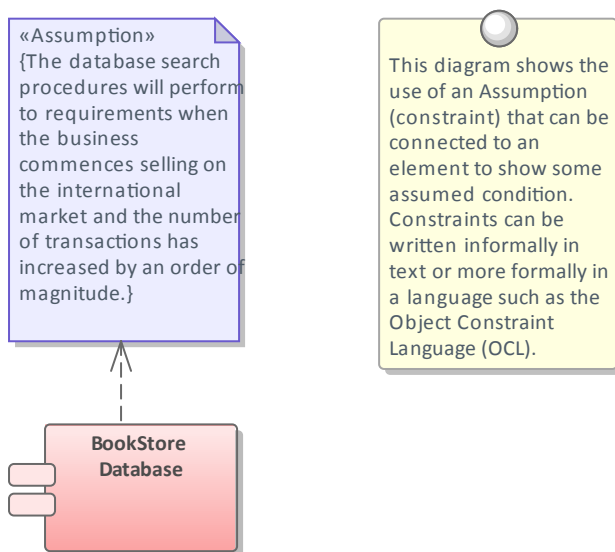 «Assumption»
{The database search
procedures will perform
to requirements when
the business
commences selling on
the international
market and the number
of transactions has
increased by an order of
magnitude.}
This diagram shows the
use of an Assumption
(constraint) that can be
connected to an
element to show some
assumed condition.
Constraints can be
written informally in
text or more formally in
a language such as the
Object Constraint
Language (OCL).
BookStore
Database